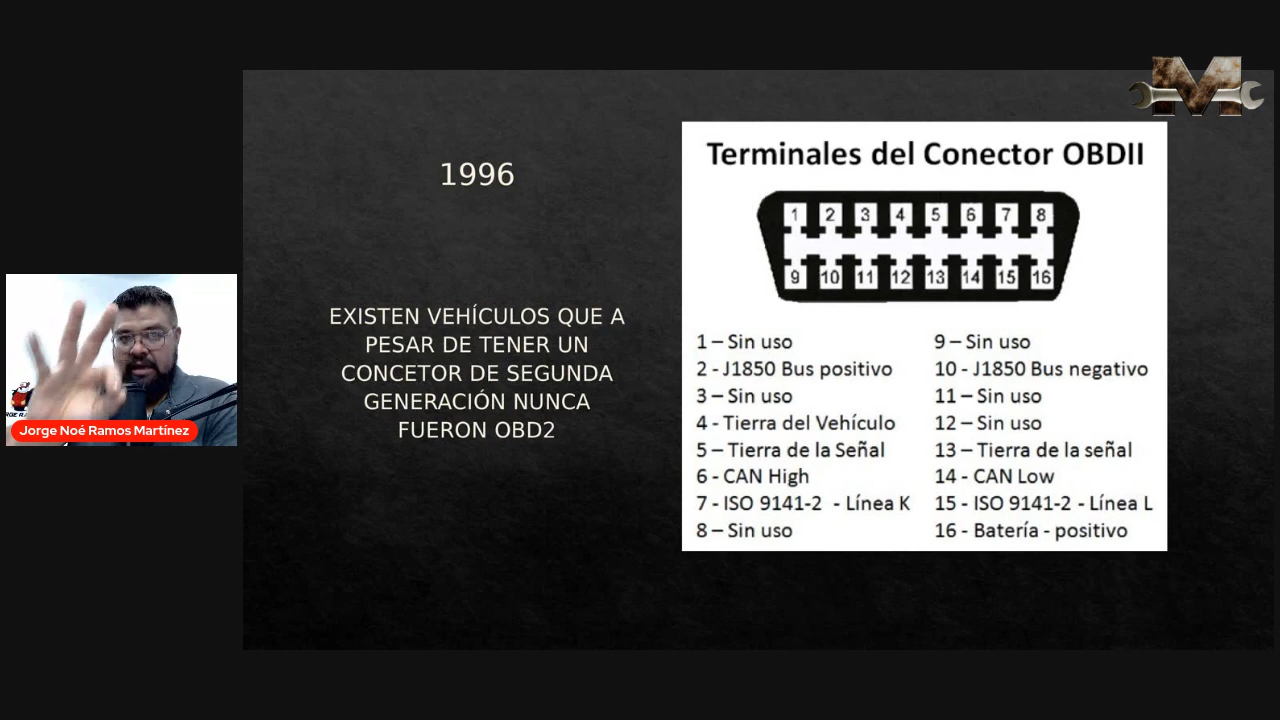 1996
EXISTEN VEHÍCULOS QUE A
PESAR DE TENER UN
CONCETOR DE SEGUNDA
GENERACIÓN NUNCA
FUERON OBD2
Terminales del Conector OBDII
1 2 3 4 5 6 7 8
9 10 11 12 13 14 15 16
1 – Sin uso
2 - J1850 Bus positivo
3 – Sin uso
4 - Tierra del Vehículo
5 – Tierra de la Señal
6 - CAN High
7 - ISO 9141-2 - Línea K
8 – Sin uso
9 – Sin uso
10 - J1850 Bus negativo
11 – Sin uso
12 – Sin uso
13 – Tierra de la señal
14 - CAN Low
15 - ISO 9141-2 - Línea L
16 - Batería - positivo
Jorge Noé Ramos Martínez
M